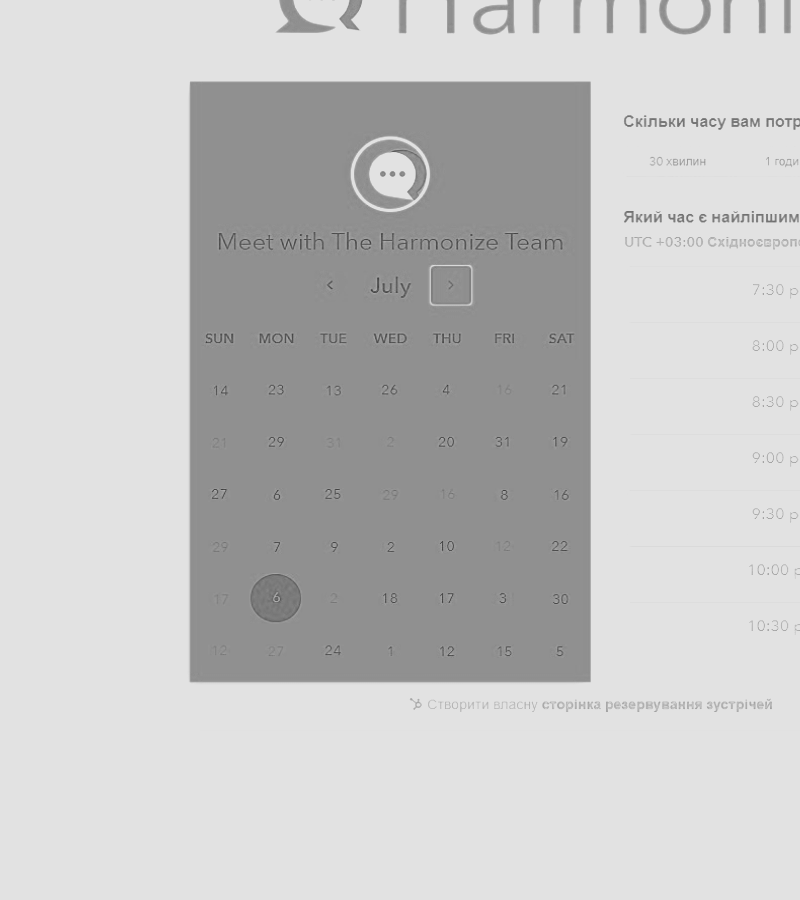 Harmoni
Meet with The Harmonize Team
July
SUN MON TUE WED THU FRI SAT
14 23 13 26 4 16 21
21 29 31 2 20 31 19
27 6 25 29 16 8 16
29 7 9 2 10 12 22
17 6 2 18 17 3 30
12 27 24 1 12 15 5
Скільки часу вам потр
30 хвилин 1 годи
Який час є найліпшим
UTC +03:00 Східноєвропе
7:30 р
8:00 р
8:30 р
9:00 р
9:30 р
10:00 р
10:30 р
Створити власну сторінка резервування зустрічей